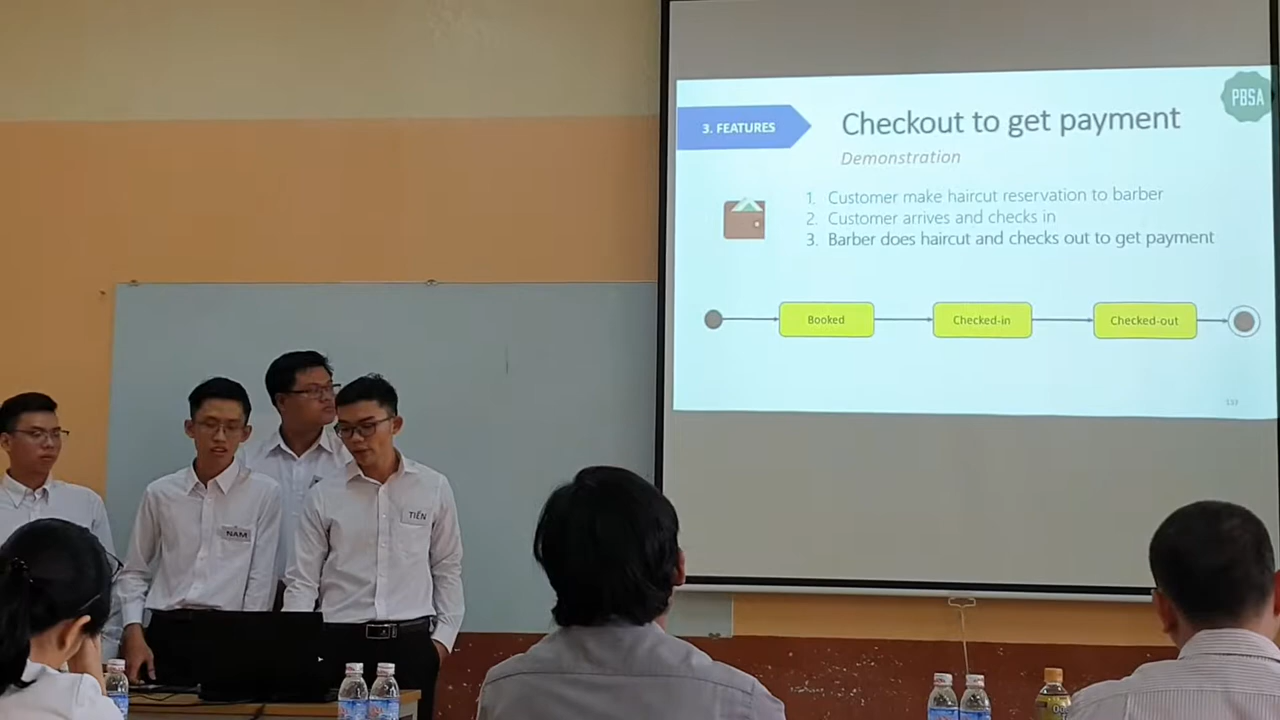 PBSA
3. FEATURES
Checkout to get payment
Demonstration
1. Customer make haircut reservation to barber
2. Customer arrives and checks in
3. Barber does haircut and checks out to get payment
Booked
Checked-in
Checked-out
NAM
TIẾN